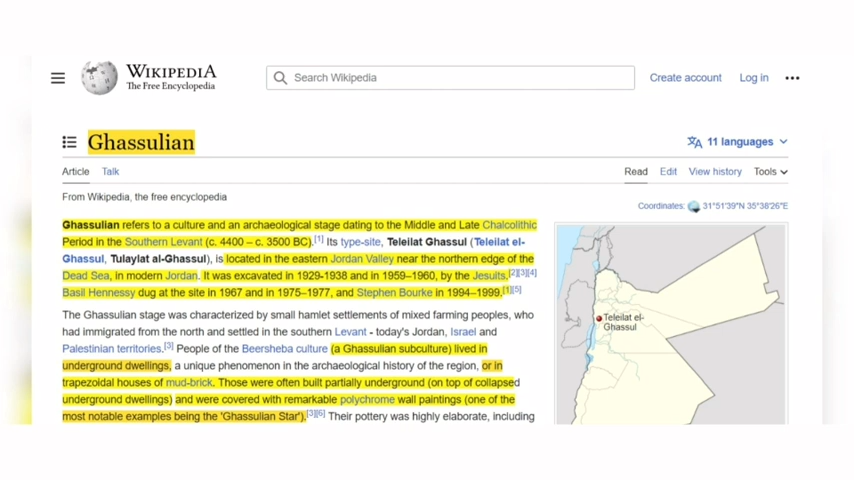 WIKIPEDIA
The Free Encyclopedia
Search Wikipedia
Create account
Log in
Ghassulian
11 languages
Article
Talk
Read
Edit
View history
Tools
From Wikipedia, the free encyclopedia
Coordinates: 31°51′39″N 35°38′26″E
Ghassulian refers to a culture and an archaeological stage dating to the Middle and Late Chalcolithic
Period in the Southern Levant (c. 4400 – c. 3500 BC).[1] Its type-site, Teleilat Ghassul (Teleilat el-
Ghassul, Tulaylat al-Ghassul), is located in the eastern Jordan Valley near the northern edge of the
Dead Sea, in modern Jordan. It was excavated in 1929-1938 and in 1959–1960, by the Jesuits.[2][3][4]
Basil Hennessy dug at the site in 1967 and in 1975–1977, and Stephen Bourke in 1994–1999.[1][5]
The Ghassulian stage was characterized by small hamlet settlements of mixed farming peoples, who
had immigrated from the north and settled in the southern Levant - today's Jordan, Israel and
Palestinian territories.[3] People of the Beersheba culture (a Ghassulian subculture) lived in
underground dwellings, a unique phenomenon in the archaeological history of the region, or in
trapezoidal houses of mud-brick. Those were often built partially underground (on top of collapsed
underground dwellings) and were covered with remarkable polychrome wall paintings (one of the
most notable examples being the 'Ghassulian Star').[3][6] Their pottery was highly elaborate, including
Teleilat el-
Ghassul